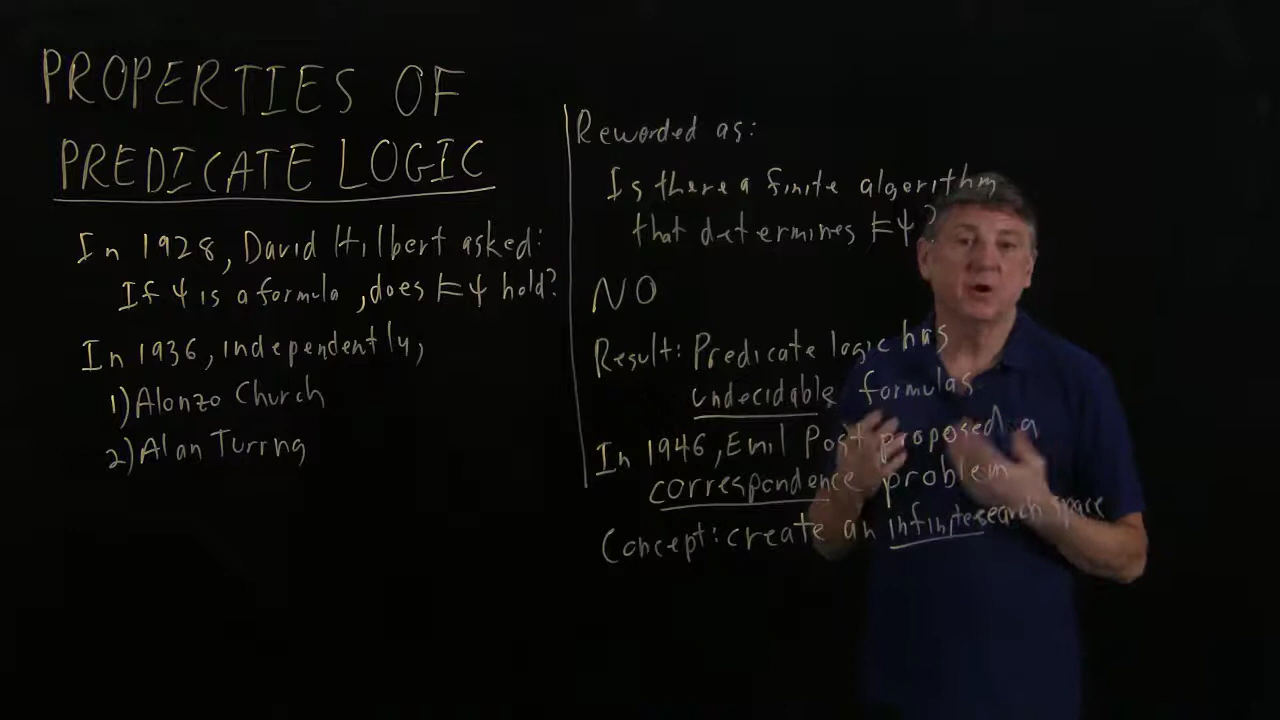 PROPERTIES OF
PREDICATE LOGIC
In 1928, David Hilbert asked:
If ψ is a formula, does ⊨ψ hold?
In 1936, independently,
1) Alonzo Church
2) Alan Turing
Reworded as:
Is there a finite algorithm
that determines ⊨ψ?
NO
Result: Predicate logic has
undecidable formulas
In 1946, Emil Post proposed a
correspondence problem
Concept: create an infinite search space